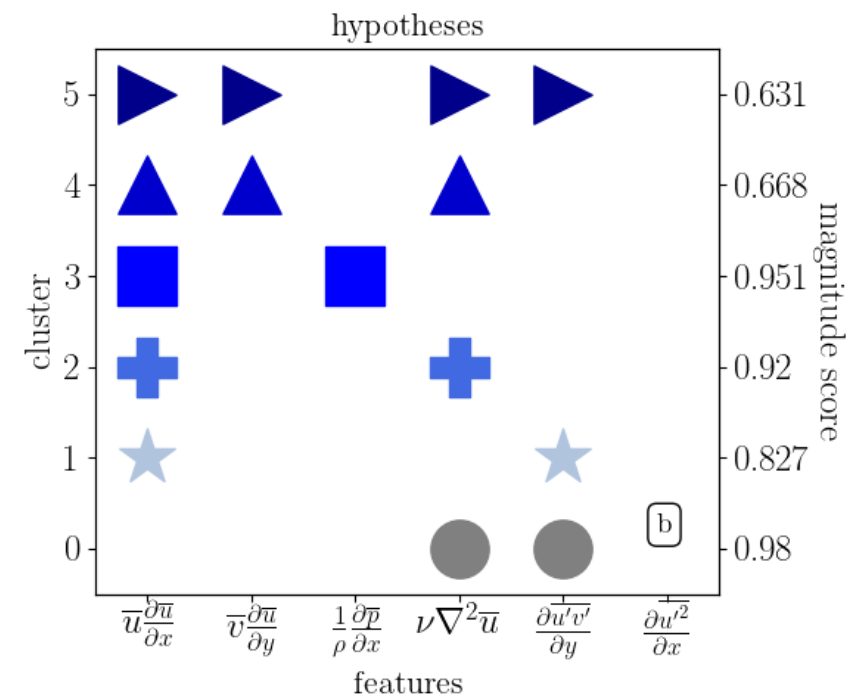 hypotheses
5 0.631
4 0.668
3 0.951
2 0.92
1 0.827
0 0.98
cluster
magnitude score
b
$\overline{u}\frac{\partial \overline{u}}{\partial x}$ $\overline{v}\frac{\partial \overline{u}}{\partial y}$ $\frac{1}{\rho}\frac{\partial \overline{p}}{\partial x}$ $\nu\nabla^2\overline{u}$ $\frac{\partial \overline{u'v'}}{\partial y}$ $\frac{\partial \overline{u'^2}}{\partial x}$
features